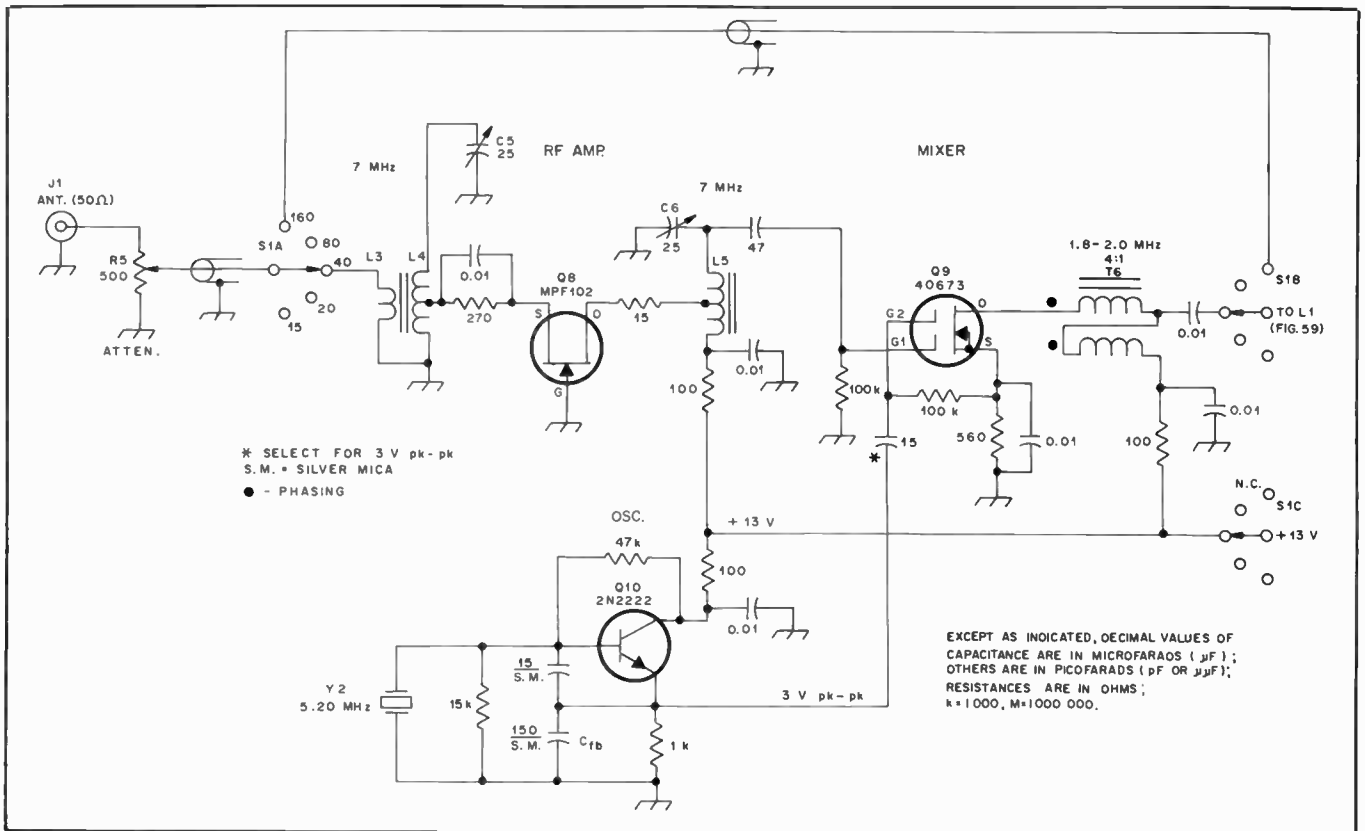 J1
ANT. (50Ω)
R5
500
ATTEN.
S1A
160
80
40
20
15
7 MHz
L3
L4
C5
25
0.01
270
RF AMP.
Q8
MPF102
S
D
G
15
C6
25
7 MHz
47
L5
0.01
100
MIXER
Q9
40673
G2
G1
D
S
100k
100 k
15
*
560
0.01
1.8-2.0 MHz
4:1
T6
0.01
S1B
TO L1
(FIG. 59)
0.01
100
N.C.
S1C
+13 V
* SELECT FOR 3 V pk-pk
S.M. = SILVER MICA
● - PHASING
OSC.
47k
Q10
2N2222
+ 13 V
100
0.01
Y2
5.20 MHz
15k
15
S.M.
150
S.M.
Cfb
1 k
3 V pk-pk
EXCEPT AS INDICATED, DECIMAL VALUES OF
CAPACITANCE ARE IN MICROFARADS ( µF ) ;
OTHERS ARE IN PICOFARADS ( pF OR µµF);
RESISTANCES ARE IN OHMS ;
k=1000, M=1000 000.